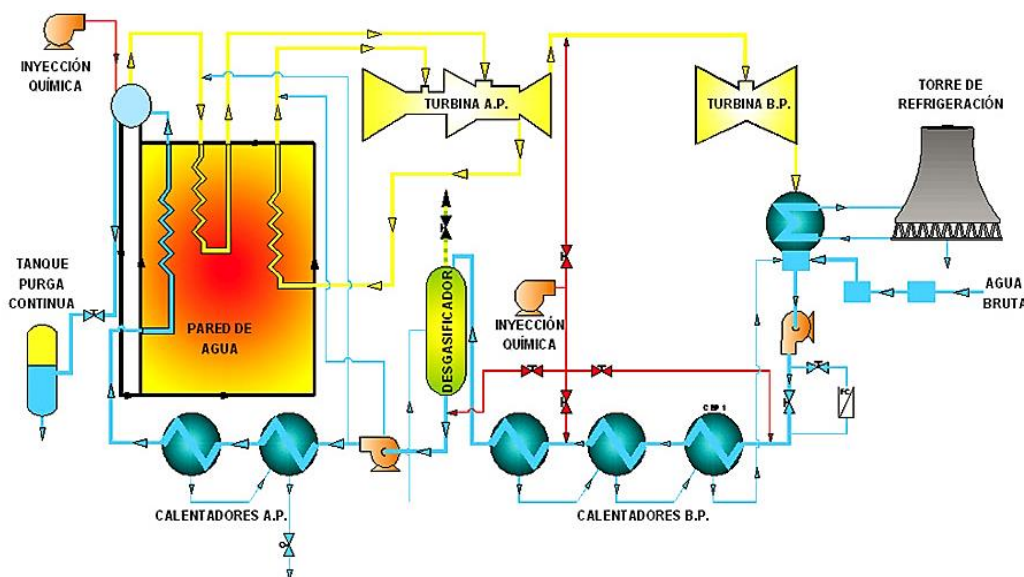 INYECCIÓN
QUÍMICA
TURBINA A.P.
TURBINA B.P.
TORRE DE
REFRIGERACIÓN
TANQUE
PURGA
CONTINUA
PARED DE
AGUA
DESGASIFICADOR
INYECCIÓN
QUÍMICA
AGUA
BRUTA
FC
CALENTADORES A.P.
CALENTADORES B.P.